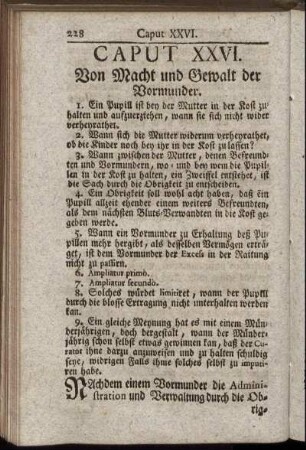 228 Caput XXVI.
CAPUT XXVI.
Von Macht und Gewalt der
Vormunder.
1. Ein Pupill ist bey der Mutter in der Kost zu
halten und aufzuerziehen, wann sie sich nicht wider
verheyrathet.
2. Wann sich die Mutter widerum verheyrathet,
ob die Kinder noch bey ihr in der Kost zu lassen?
3. Wann zwischen der Mutter, denen Befreund-
ten und Vormundern, wo- und bey wem die Pupil-
len in der Kost zu halten, ein Zweiffel entstehet, ist
die Sach durch die Obrigkeit zu entscheiden.
4. Ein Obrigkeit soll wohl acht haben, daß ein
Pupill allzeit ehender einem weiters Befreundten,
als dem nächsten Bluts-Verwandten in die Kost ge-
geben werde.
5. Wann ein Vormunder zu Erhaltung deß Pu-
pillen mehr hergibt, als desselben Vermögen erträ-
get, ist dem Vormunder der Excess in der Raitung
nicht zu passiren.
6. Ampliatur primò.
7. Ampliatur secundò.
8. Solches würdet limitiret, wann der Pupill
durch die blosse Ertragung nicht unterhalten werden
kan.
9. Ein gleiche Meynung hat es mit einem Mün-
derjährigen, doch dergestalt, wann der Münder-
jährig schon selbst etwas gewinnen kan, daß der Cu-
rator ihne darzu anzuweisen und zu halten schuldig
seye, widrigen Falls ihme solches selbst zu imputi-
ren habe.
NAchdem einem Vormunder die Admini-
stration und Verwaltung durch die Ob-
rig-